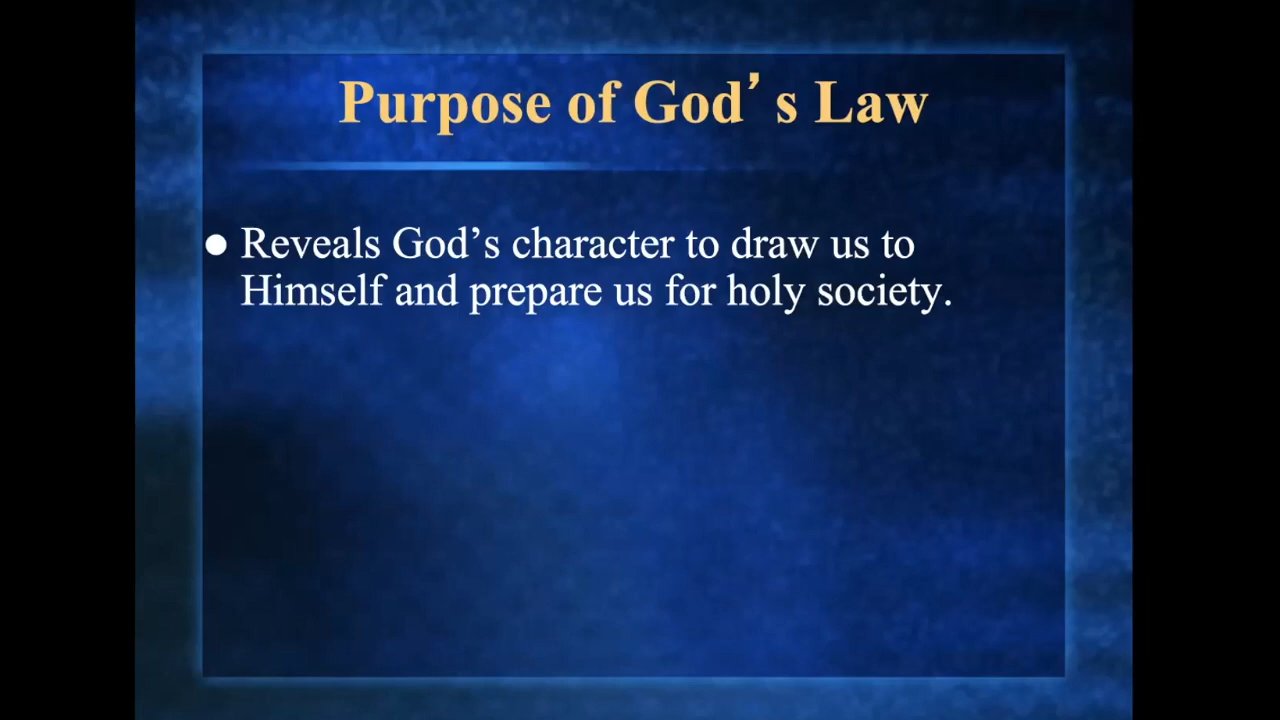 Purpose of God’s Law
● Reveals God’s character to draw us to
Himself and prepare us for holy society.